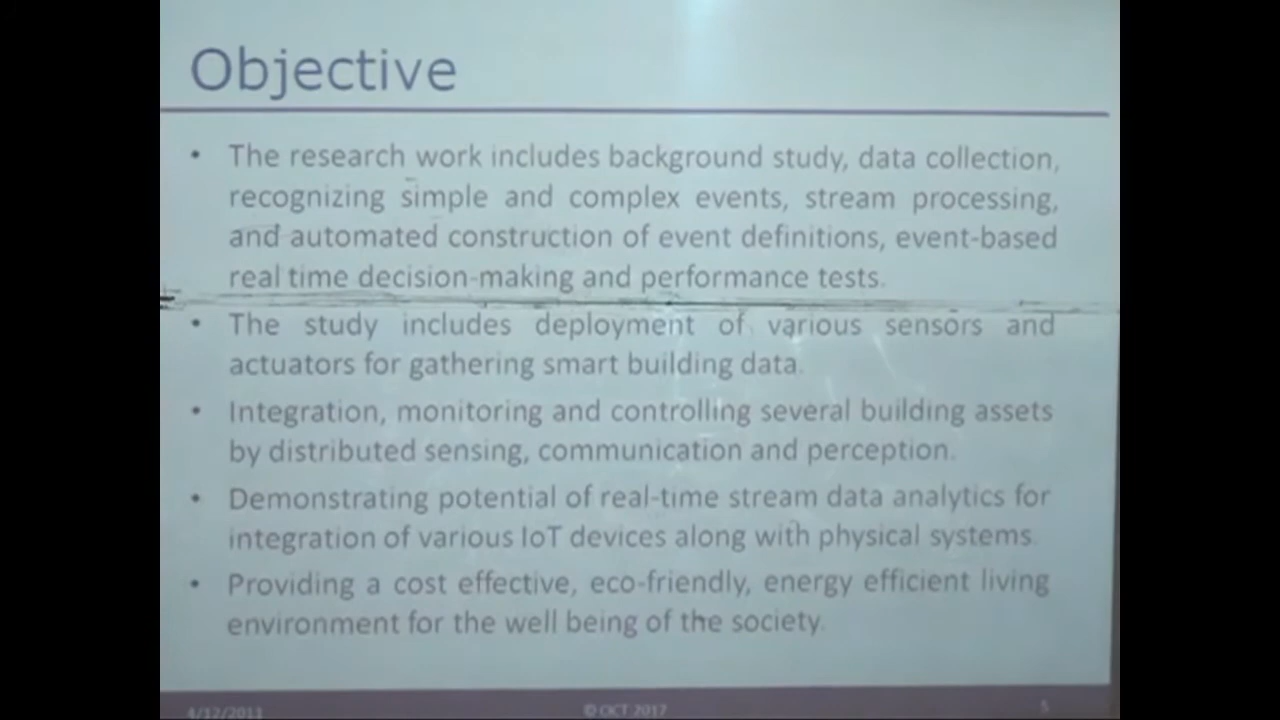 Objective
• The research work includes background study, data collection,
recognizing simple and complex events, stream processing,
and automated construction of event definitions, event-based
real time decision-making and performance tests.
• The study includes deployment of various sensors and
actuators for gathering smart building data.
• Integration, monitoring and controlling several building assets
by distributed sensing, communication and perception.
• Demonstrating potential of real-time stream data analytics for
integration of various IoT devices along with physical systems.
• Providing a cost effective, eco-friendly, energy efficient living
environment for the well being of the society.
© CICT 2017
5